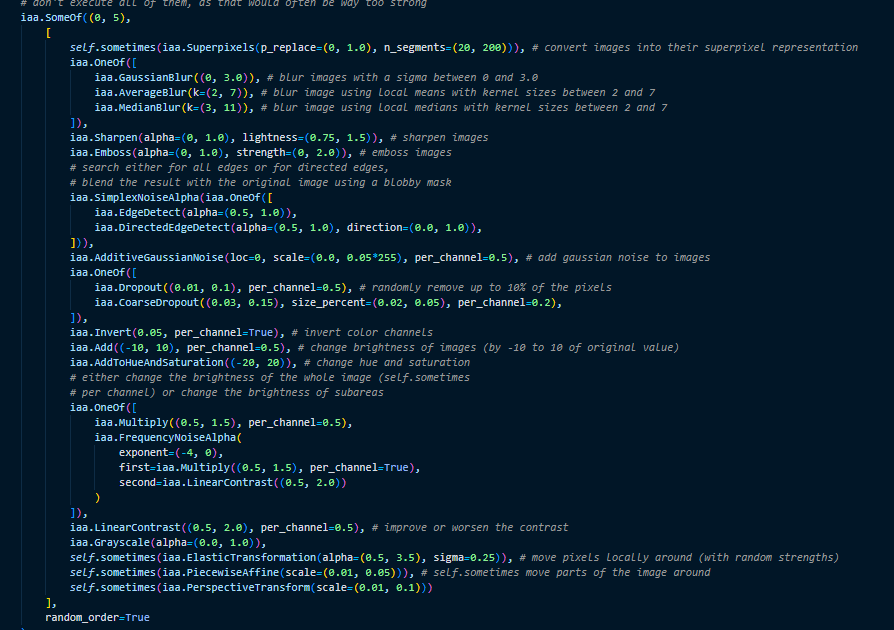 # don't execute all of them, as that would often be way too strong
iaa.SomeOf((0, 5),
[
self.sometimes(iaa.Superpixels(p_replace=(0, 1.0), n_segments=(20, 200))), # convert images into their superpixel representation
iaa.OneOf([
iaa.GaussianBlur((0, 3.0)), # blur images with a sigma between 0 and 3.0
iaa.AverageBlur(k=(2, 7)), # blur image using local means with kernel sizes between 2 and 7
iaa.MedianBlur(k=(3, 11)), # blur image using local medians with kernel sizes between 2 and 7
]),
iaa.Sharpen(alpha=(0, 1.0), lightness=(0.75, 1.5)), # sharpen images
iaa.Emboss(alpha=(0, 1.0), strength=(0, 2.0)), # emboss images
# search either for all edges or for directed edges,
# blend the result with the original image using a blobby mask
iaa.SimplexNoiseAlpha(iaa.OneOf([
iaa.EdgeDetect(alpha=(0.5, 1.0)),
iaa.DirectedEdgeDetect(alpha=(0.5, 1.0), direction=(0.0, 1.0)),
])),
iaa.AdditiveGaussianNoise(loc=0, scale=(0.0, 0.05*255), per_channel=0.5), # add gaussian noise to images
iaa.OneOf([
iaa.Dropout((0.01, 0.1), per_channel=0.5), # randomly remove up to 10% of the pixels
iaa.CoarseDropout((0.03, 0.15), size_percent=(0.02, 0.05), per_channel=0.2),
]),
iaa.Invert(0.05, per_channel=True), # invert color channels
iaa.Add((-10, 10), per_channel=0.5), # change brightness of images (by -10 to 10 of original value)
iaa.AddToHueAndSaturation((-20, 20)), # change hue and saturation
# either change the brightness of the whole image (self.sometimes
# per channel) or change the brightness of subareas
iaa.OneOf([
iaa.Multiply((0.5, 1.5), per_channel=0.5),
iaa.FrequencyNoiseAlpha(
exponent=(-4, 0),
first=iaa.Multiply((0.5, 1.5), per_channel=True),
second=iaa.LinearContrast((0.5, 2.0))
)
]),
iaa.LinearContrast((0.5, 2.0), per_channel=0.5), # improve or worsen the contrast
iaa.Grayscale(alpha=(0.0, 1.0)),
self.sometimes(iaa.ElasticTransformation(alpha=(0.5, 3.5), sigma=0.25)), # move pixels locally around (with random strengths)
self.sometimes(iaa.PiecewiseAffine(scale=(0.01, 0.05))), # self.sometimes move parts of the image around
self.sometimes(iaa.PerspectiveTransform(scale=(0.01, 0.1)))
],
random_order=True